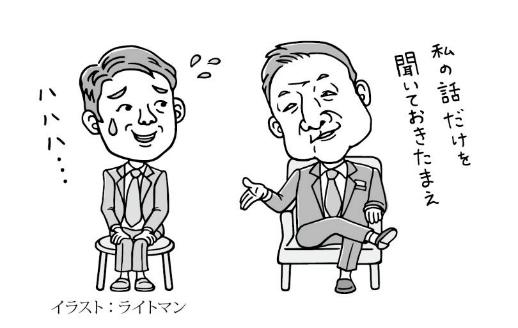 私の話だけを
聞いておきたまえ
ハハハ・・・
イラスト：ライトマン